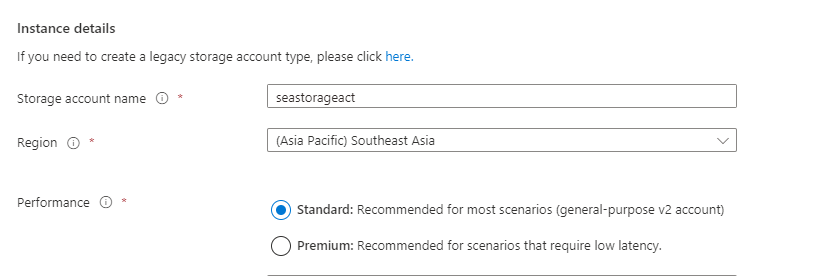 Instance details
If you need to create a legacy storage account type, please click here.
Storage account name * seastorageact
Region * (Asia Pacific) Southeast Asia
Performance * Standard: Recommended for most scenarios (general-purpose v2 account)
Premium: Recommended for scenarios that require low latency.